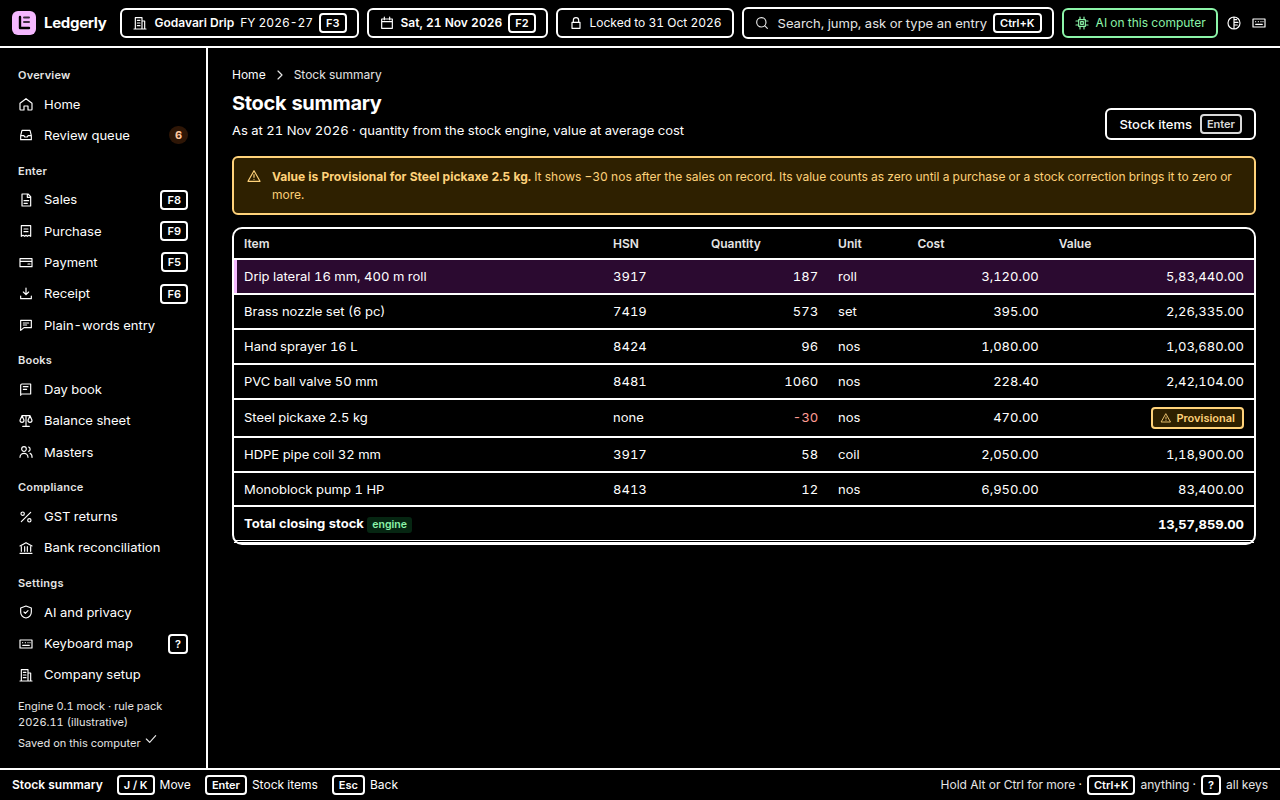 Ledgerly
Godavari Drip FY 2026-27 F3
Sat, 21 Nov 2026 F2
Locked to 31 Oct 2026
Search, jump, ask or type an entry Ctrl+K
AI on this computer
Overview
Home
Review queue 6
Enter
Sales F8
Purchase F9
Payment F5
Receipt F6
Plain-words entry
Books
Day book
Balance sheet
Masters
Compliance
GST returns
Bank reconciliation
Settings
AI and privacy
Keyboard map ?
Company setup
Engine 0.1 mock · rule pack
2026.11 (illustrative)
Saved on this computer
Home Stock summary
Stock summary
As at 21 Nov 2026 · quantity from the stock engine, value at average cost
Stock items Enter
Value is Provisional for Steel pickaxe 2.5 kg. It shows −30 nos after the sales on record. Its value counts as zero until a purchase or a stock correction brings it to zero or
more.
Item HSN Quantity Unit Cost Value
Drip lateral 16 mm, 400 m roll 3917 187 roll 3,120.00 5,83,440.00
Brass nozzle set (6 pc) 7419 573 set 395.00 2,26,335.00
Hand sprayer 16 L 8424 96 nos 1,080.00 1,03,680.00
PVC ball valve 50 mm 8481 1060 nos 228.40 2,42,104.00
Steel pickaxe 2.5 kg none -30 nos 470.00 Provisional
HDPE pipe coil 32 mm 3917 58 coil 2,050.00 1,18,900.00
Monoblock pump 1 HP 8413 12 nos 6,950.00 83,400.00
Total closing stock engine 13,57,859.00
Stock summary J / K Move Enter Stock items Esc Back
Hold Alt or Ctrl for more · Ctrl+K anything · ? all keys